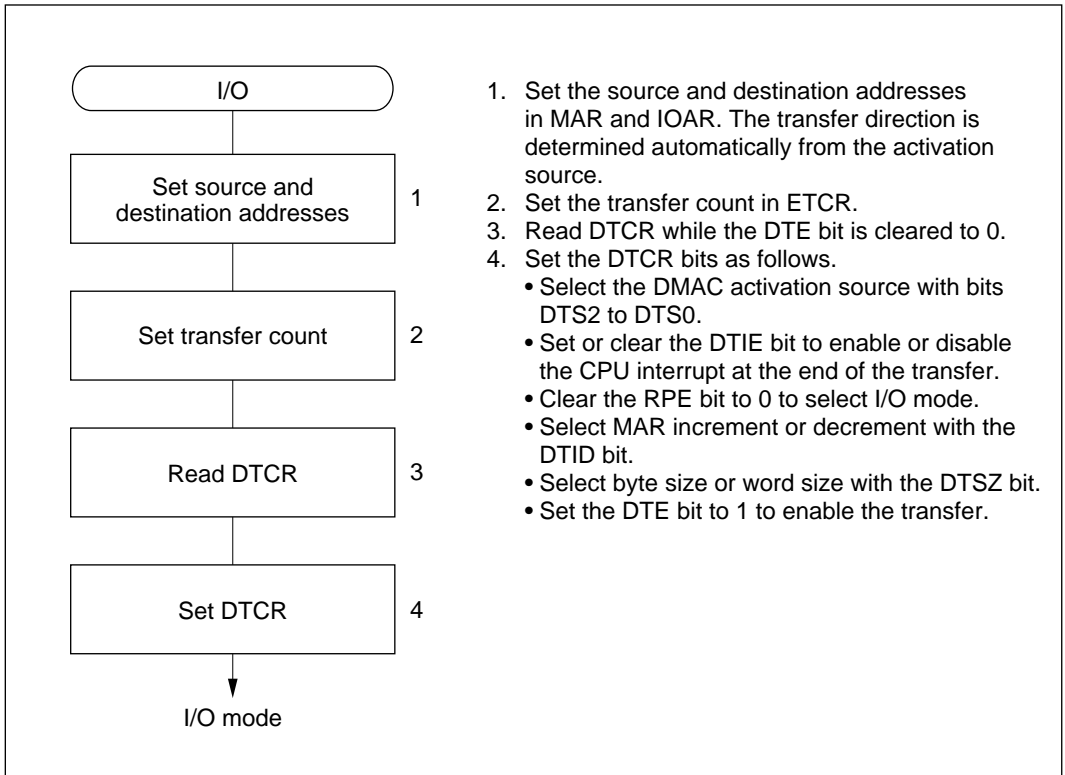 I/O
Set source and
destination addresses
1
Set transfer count
2
Read DTCR
3
Set DTCR
4
I/O mode
1. Set the source and destination addresses
in MAR and IOAR. The transfer direction is
determined automatically from the activation
source.
2. Set the transfer count in ETCR.
3. Read DTCR while the DTE bit is cleared to 0.
4. Set the DTCR bits as follows.
• Select the DMAC activation source with bits
DTS2 to DTS0.
• Set or clear the DTIE bit to enable or disable
the CPU interrupt at the end of the transfer.
• Clear the RPE bit to 0 to select I/O mode.
• Select MAR increment or decrement with the
DTID bit.
• Select byte size or word size with the DTSZ bit.
• Set the DTE bit to 1 to enable the transfer.